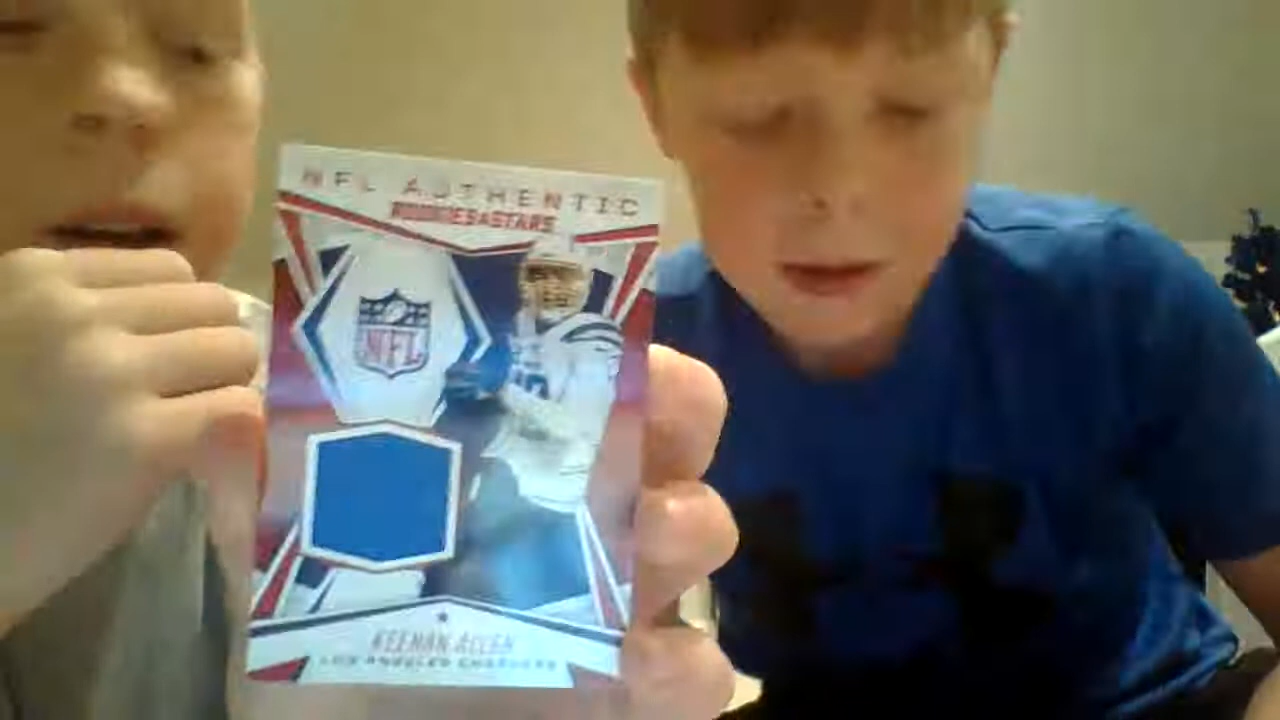 NFL AUTHENTIC
ROOKIES & STARS
NFL
KEENAN ALLEN
LOS ANGELES CHARGERS